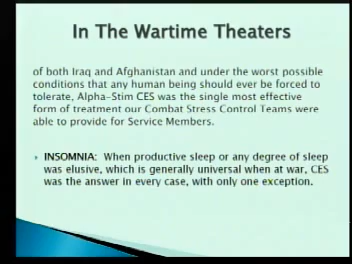 In The Wartime Theaters
of both Iraq and Afghanistan and under the worst possible
conditions that any human being should ever be forced to
tolerate, Alpha-Stim CES was the single most effective
form of treatment our Combat Stress Control Teams were
able to provide for Service Members.
INSOMNIA: When productive sleep or any degree of sleep
was elusive, which is generally universal when at war, CES
was the answer in every case, with only one exception.